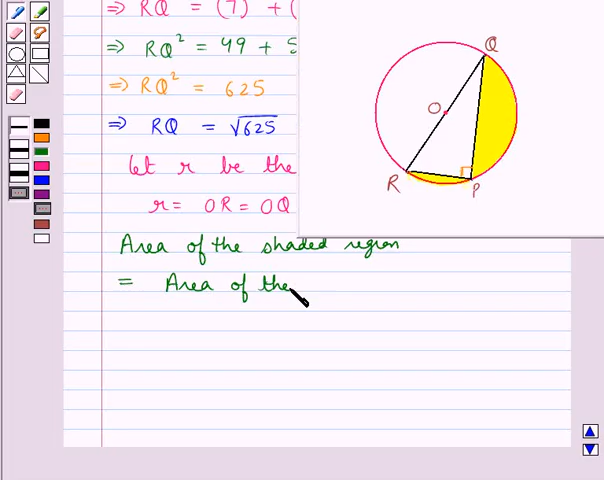 ⇒ RQ = (7) + (
⇒ RQ² = 49 + 5
⇒ RQ² = 625
⇒ RQ = √625
let r be the
r = OR = OQ
Area of the shaded region
= Area of the
Q
O
R
P